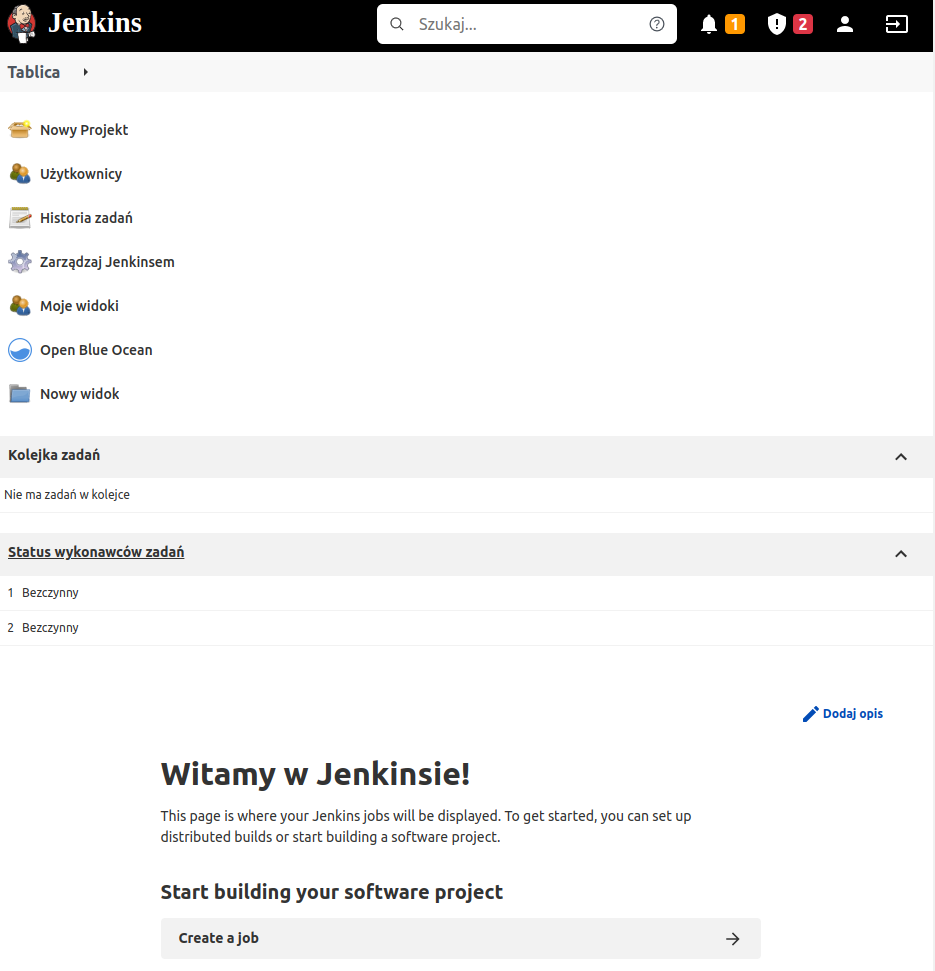 Jenkins
Szukaj...
1
2
Tablica
Nowy Projekt
Użytkownicy
Historia zadań
Zarządzaj Jenkinsem
Moje widoki
Open Blue Ocean
Nowy widok
Kolejka zadań
Nie ma zadań w kolejce
Status wykonawców zadań
1 Bezczynny
2 Bezczynny
Dodaj opis
Witamy w Jenkinsie!
This page is where your Jenkins jobs will be displayed. To get started, you can set up
distributed builds or start building a software project.
Start building your software project
Create a job